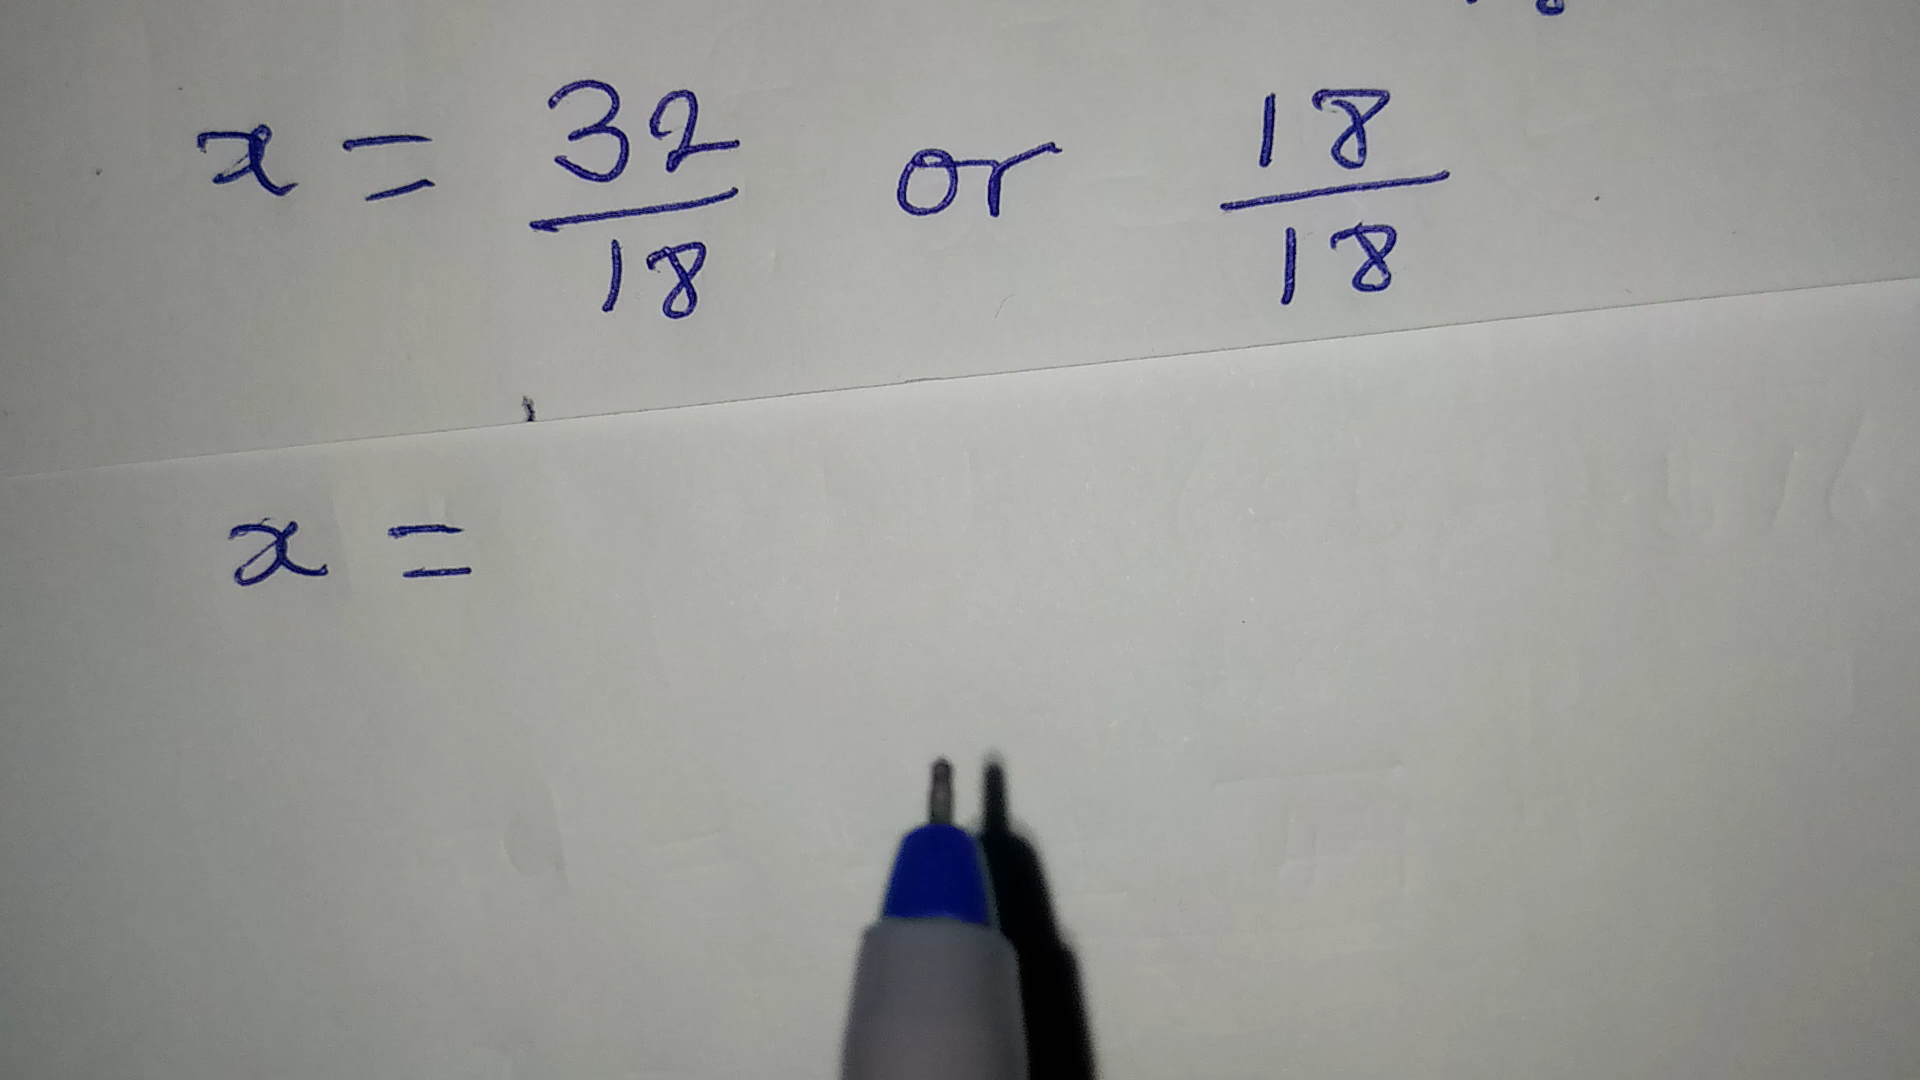 x = 32/18 or 18/18
x =